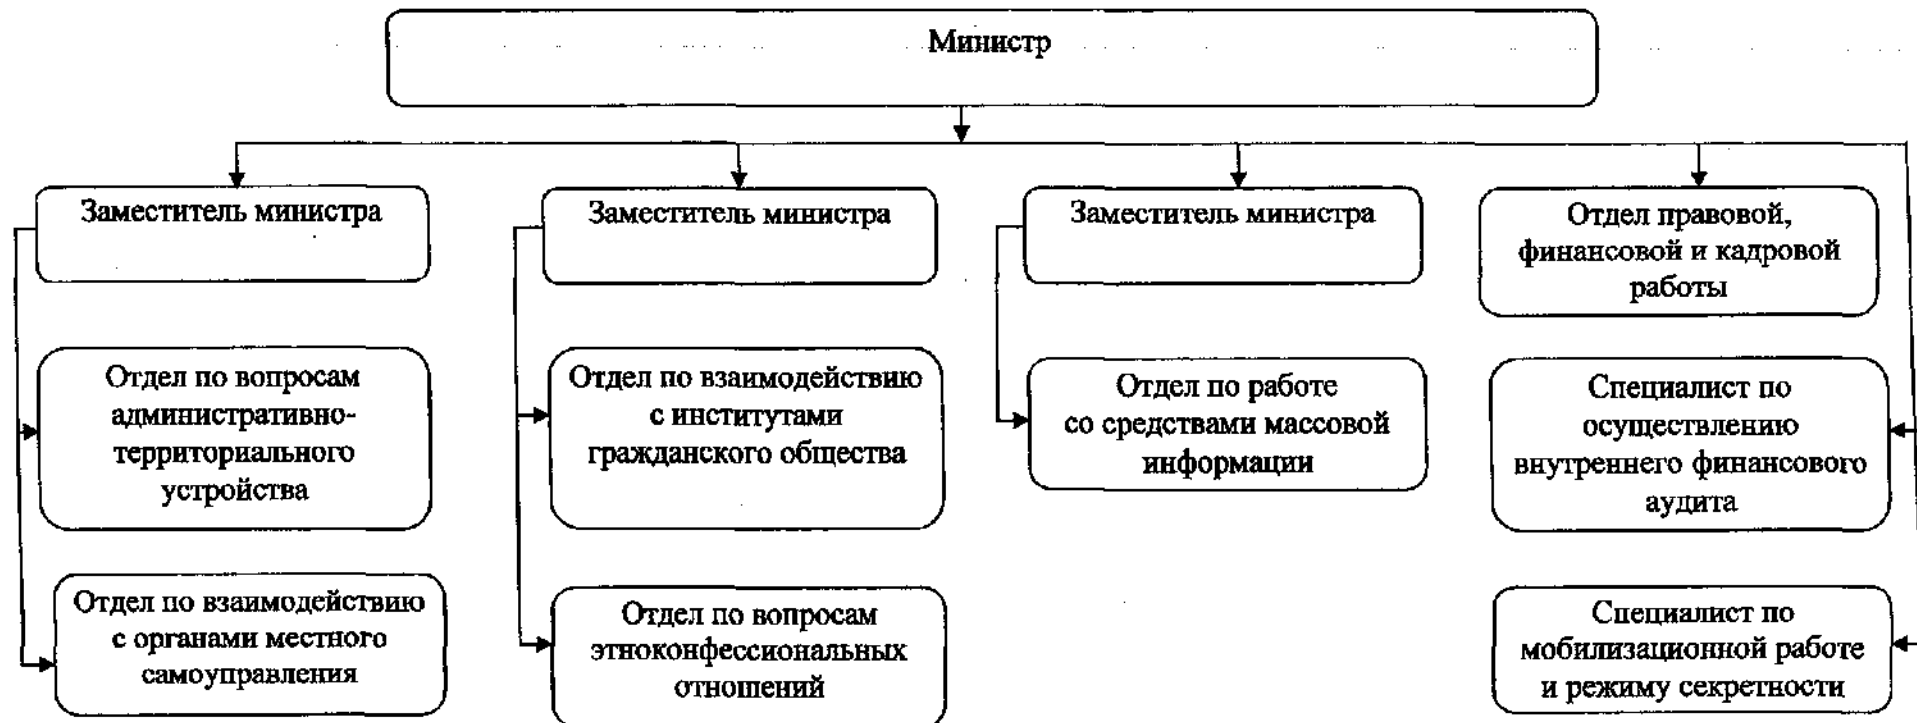 Министр
Заместитель министра
Заместитель министра
Заместитель министра
Отдел правовой,
финансовой и кадровой
работы
Отдел по вопросам
административно-
территориального
устройства
Отдел по взаимодействию
с институтами
гражданского общества
Отдел по работе
со средствами массовой
информации
Специалист по
осуществлению
внутреннего финансового
аудита
Отдел по взаимодействию
с органами местного
самоуправления
Отдел по вопросам
этноконфессиональных
отношений
Специалист по
мобилизационной работе
и режиму секретности